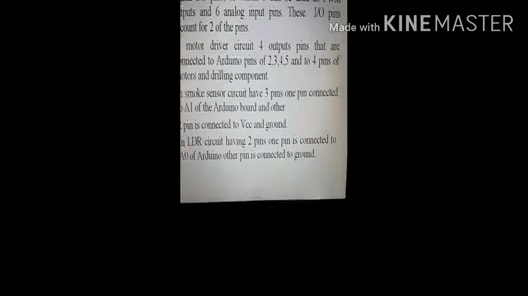 Made with KINEMASTER
tputs and 6 analog input pins. These I/O pins
count for 2 of the pins.
motor driver circuit 4 outputs pins that are
nnected to Arduino pins of 2,3,4,5 and to 4 pins of
otors and drilling component.
smoke sensor circuit have 3 pins one pin connected
A1 of the Arduino board and other
pin is connected to Vcc and ground.
n LDR circuit having 2 pins one pin is connected to
A0 of Arduino other pin is connected to ground.